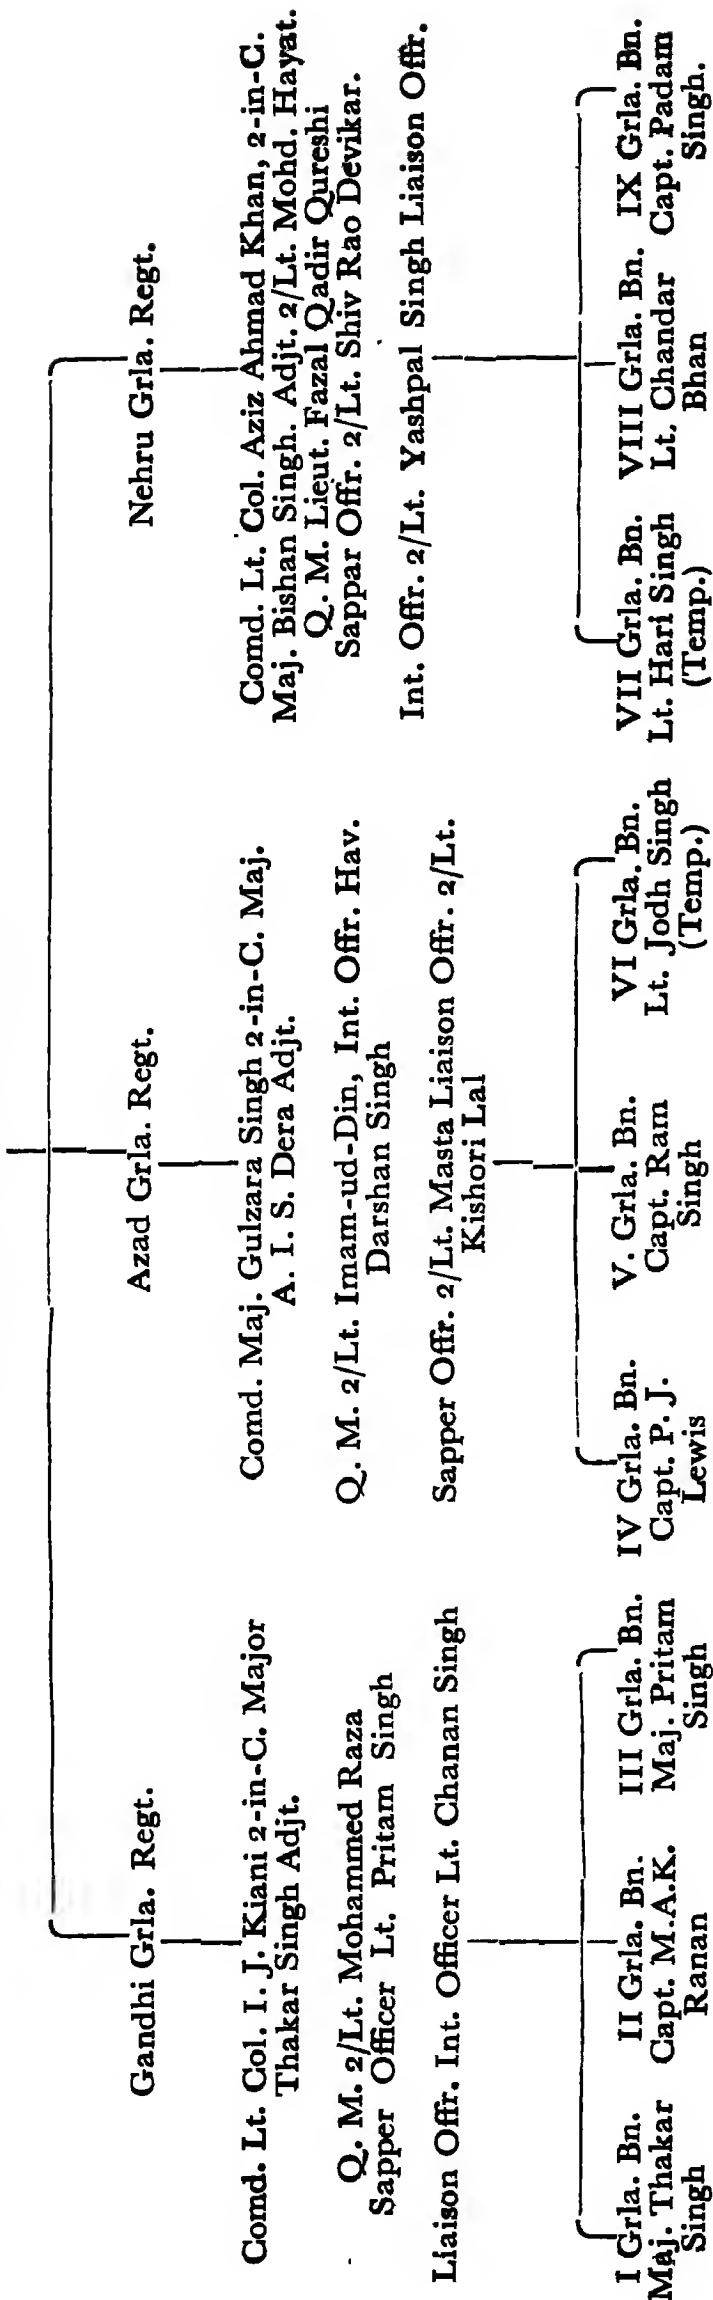 Gandhi Grla. Regt.
Comd. Lt. Col. I. J. Kiani 2-in-C. Major
Thakar Singh Adjt.
Q. M. 2/Lt. Mohammed Raza
Sapper Officer Lt. Pritam Singh
Liaison Offr. Int. Officer Lt. Chanan Singh
I Grla. Bn.
Maj. Thakar
Singh
II Grla. Bn.
Capt. M.A.K.
Ranan
III Grla. Bn.
Maj. Pritam
Singh
Azad Grla. Regt.
Comd. Maj. Gulzara Singh 2-in-C. Maj.
A. I. S. Dera Adjt.
Q. M. 2/Lt. Imam-ud-Din, Int. Offr. Hav.
Darshan Singh
Sapper Offr. 2/Lt. Masta Liaison Offr. 2/Lt.
Kishori Lal
IV Grla. Bn.
Capt. P. J.
Lewis
V. Grla. Bn.
Capt. Ram
Singh
VI Grla. Bn.
Lt. Jodh Singh
(Temp.)
Nehru Grla. Regt.
Comd. Lt. Col. Aziz Ahmad Khan, 2-in-C.
Maj. Bishan Singh. Adjt. 2/Lt. Mohd. Hayat.
Q. M. Lieut. Fazal Qadir Qureshi
Sappar Offr. 2/Lt. Shiv Rao Devikar.
Int. Offr. 2/Lt. Yashpal Singh Liaison Offr.
VII Grla. Bn.
Lt. Hari Singh
(Temp.)
VIII Grla. Bn.
Lt. Chandar
Bhan
IX Grla. Bn.
Capt. Padam
Singh.